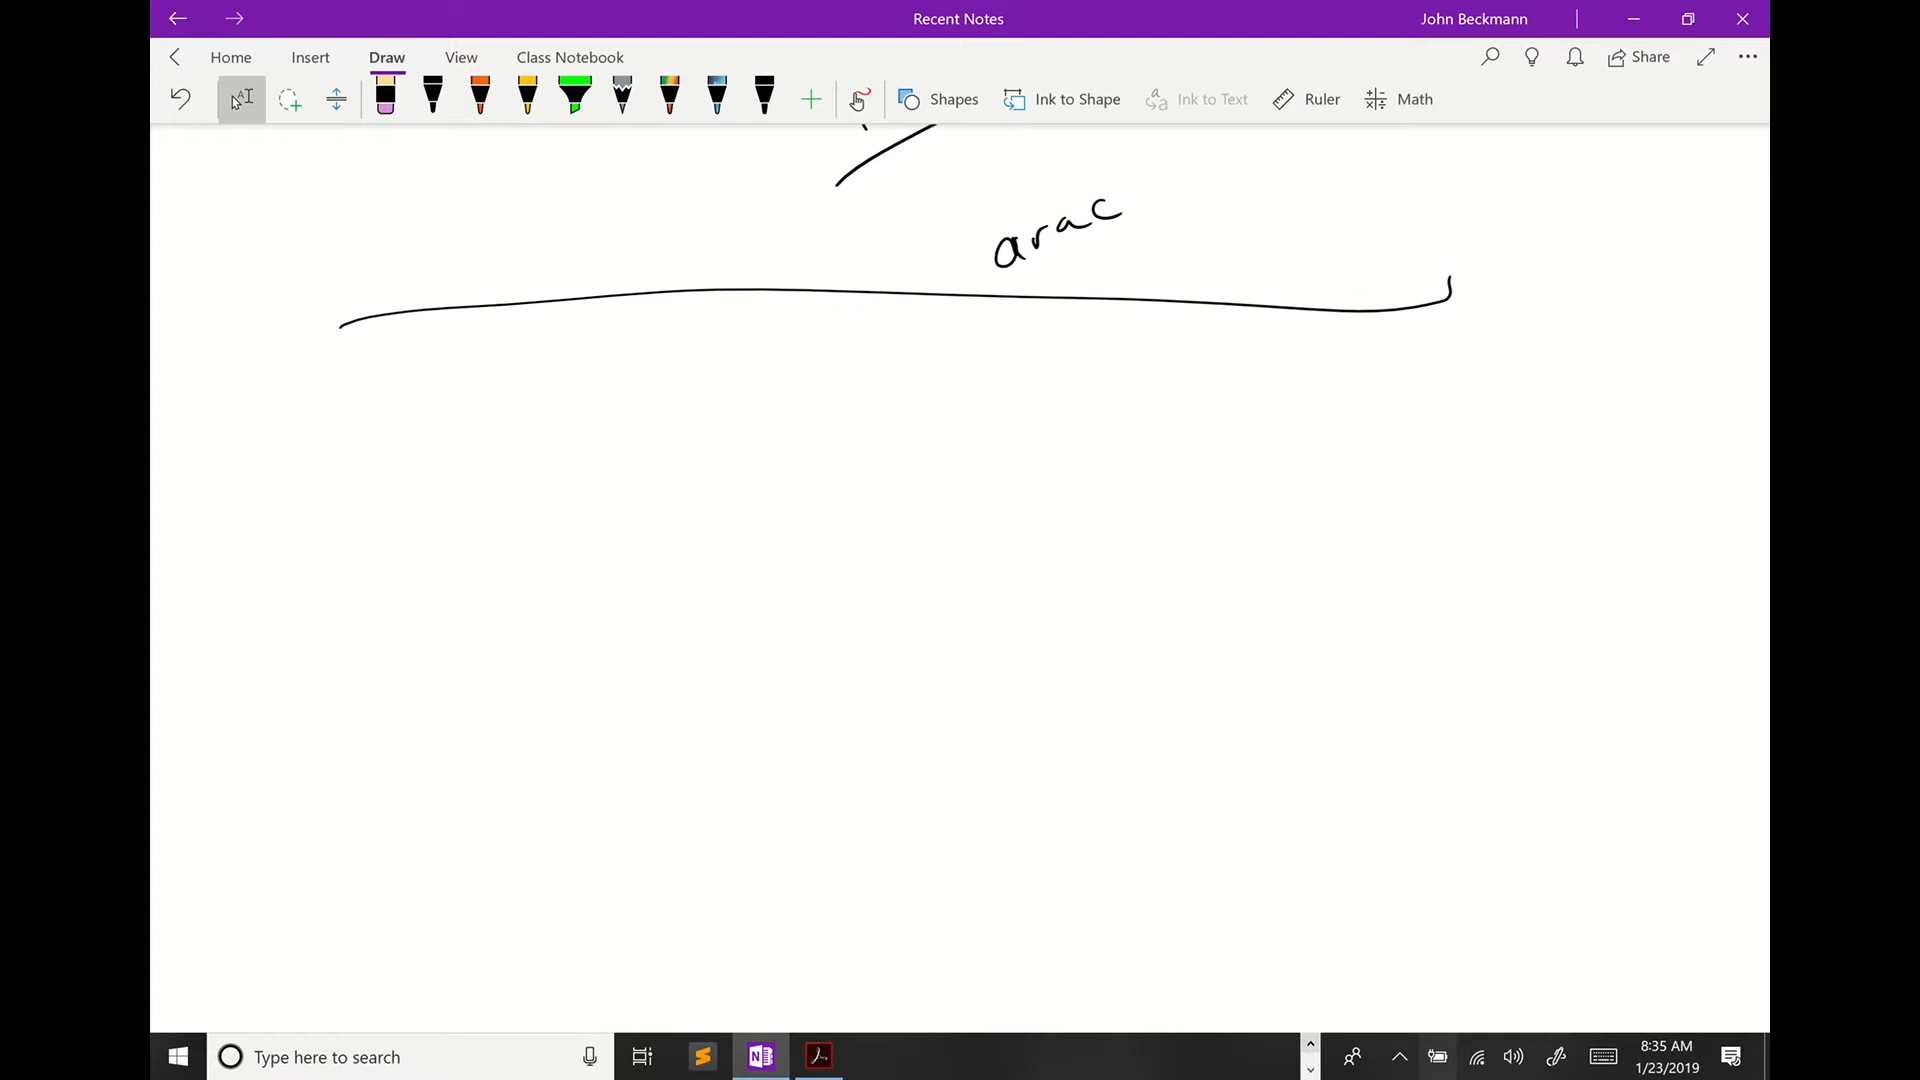 Recent Notes
John Beckmann
Home Insert Draw View Class Notebook Share
Shapes Ink to Shape Ink to Text Ruler Math
arac
Type here to search
8:35 AM
1/23/2019